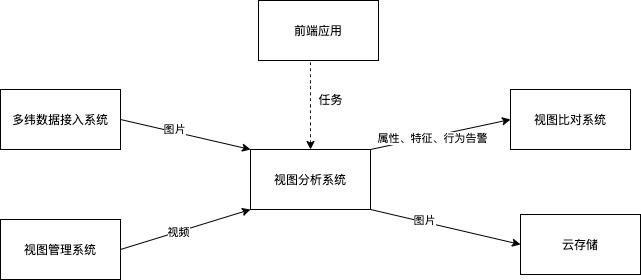 前端应用
任务
多纬数据接入系统
图片
属性、特征、行为告警
视图比对系统
视图分析系统
视频
图片
视图管理系统
云存储